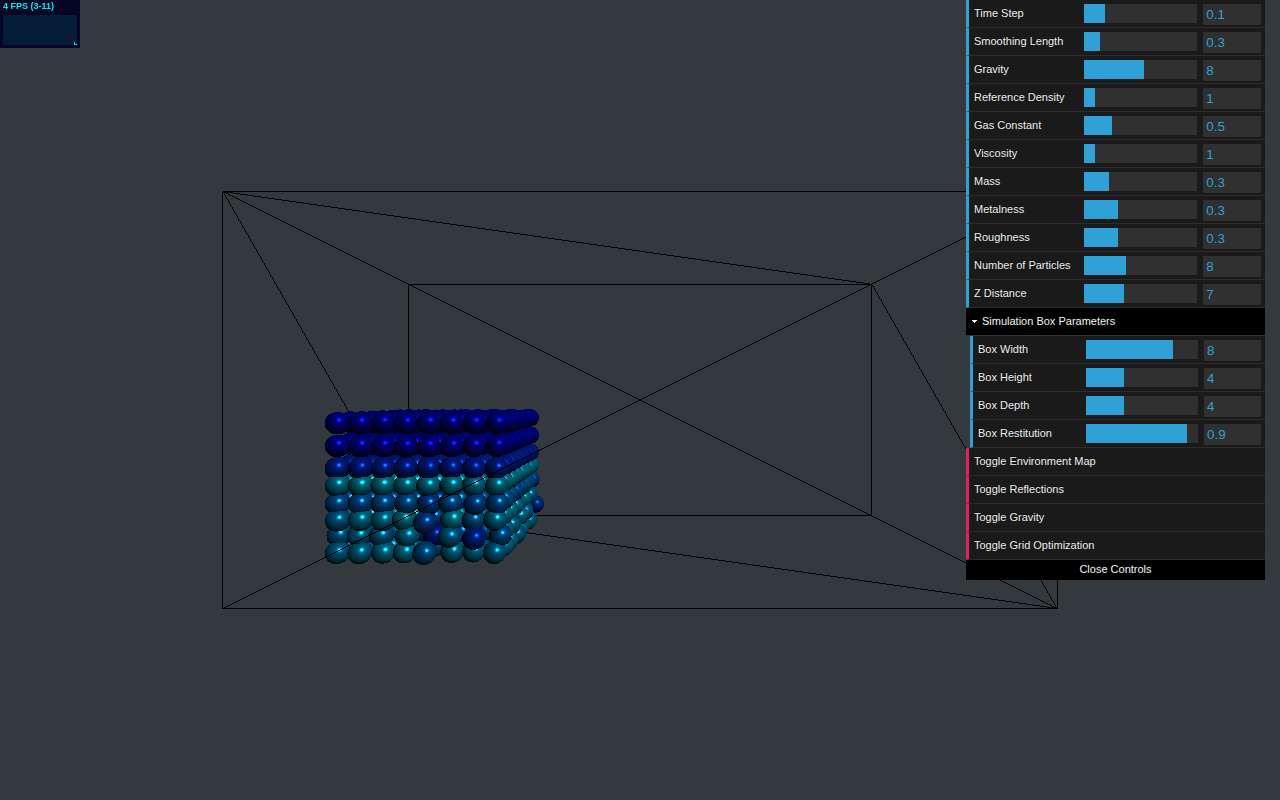 4 FPS (3-11)
Time Step 0.1
Smoothing Length 0.3
Gravity 8
Reference Density 1
Gas Constant 0.5
Viscosity 1
Mass 0.3
Metalness 0.3
Roughness 0.3
Number of Particles 8
Z Distance 7
Simulation Box Parameters
Box Width 8
Box Height 4
Box Depth 4
Box Restitution 0.9
Toggle Environment Map
Toggle Reflections
Toggle Gravity
Toggle Grid Optimization
Close Controls